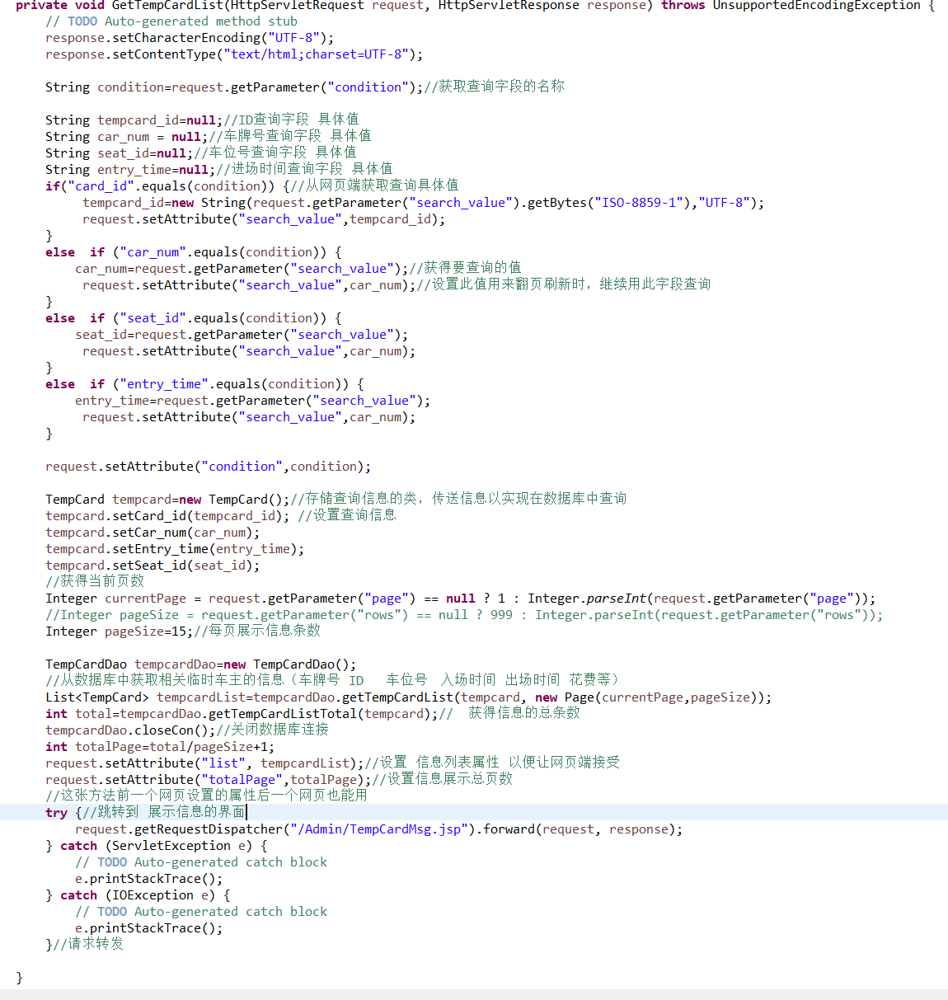 private void GetTempCardList(HttpServletRequest request, HttpServletResponse response) throws UnsupportedEncodingException {
// TODO Auto-generated method stub
response.setCharacterEncoding("UTF-8");
response.setContentType("text/html;charset=UTF-8");
String condition=request.getParameter("condition");//获取查询字段的名称
String tempcard_id=null;//ID查询字段 具体值
String car_num = null;//车牌号查询字段 具体值
String seat_id=null;//车位号查询字段 具体值
String entry_time=null;//进场时间查询字段 具体值
if("card_id".equals(condition)) {//从网页端获取查询具体值
tempcard_id=new String(request.getParameter("search_value").getBytes("ISO-8859-1"),"UTF-8");
request.setAttribute("search_value",tempcard_id);
}
else  if ("car_num".equals(condition)) {
car_num=request.getParameter("search_value");//获得要查询的值
request.setAttribute("search_value",car_num);//设置此值用来翻页刷新时，继续用此字段查询
}
else  if ("seat_id".equals(condition)) {
seat_id=request.getParameter("search_value");
request.setAttribute("search_value",car_num);
}
else  if ("entry_time".equals(condition)) {
entry_time=request.getParameter("search_value");
request.setAttribute("search_value",car_num);
}
request.setAttribute("condition",condition);
TempCard tempcard=new TempCard();//存储查询信息的类，传送信息以实现在数据库中查询
tempcard.setCard_id(tempcard_id); //设置查询信息
tempcard.setCar_num(car_num);
tempcard.setEntry_time(entry_time);
tempcard.setSeat_id(seat_id);
//获得当前页数
Integer currentPage = request.getParameter("page") == null ? 1 : Integer.parseInt(request.getParameter("page"));
//Integer pageSize = request.getParameter("rows") == null ? 999 : Integer.parseInt(request.getParameter("rows"));
Integer pageSize=15;//每页展示信息条数
TempCardDao tempcardDao=new TempCardDao();
//从数据库中获取相关临时车主的信息（车牌号 ID   车位号  入场时间 出场时间 花费等）
List<TempCard> tempcardList=tempcardDao.getTempCardList(tempcard, new Page(currentPage,pageSize));
int total=tempcardDao.getTempCardListTotal(tempcard);//  获得信息的总条数
tempcardDao.closeCon();//关闭数据库连接
int totalPage=total/pageSize+1;
request.setAttribute("list", tempcardList);//设置 信息列表属性 以便让网页端接受
request.setAttribute("totalPage",totalPage);//设置信息展示总页数
//这张方法前一个网页设置的属性后一个网页也能用
try {//跳转到 展示信息的界面
request.getRequestDispatcher("/Admin/TempCardMsg.jsp").forward(request, response);
} catch (ServletException e) {
// TODO Auto-generated catch block
e.printStackTrace();
} catch (IOException e) {
// TODO Auto-generated catch block
e.printStackTrace();
}//请求转发
}